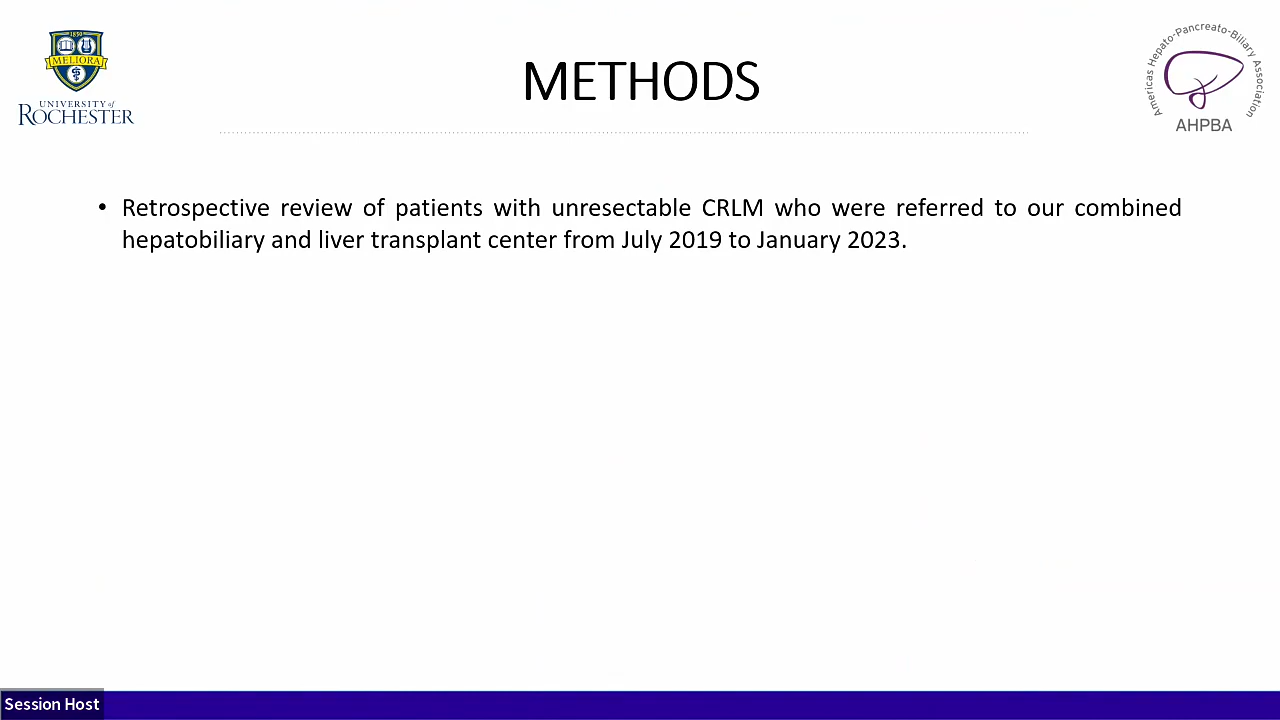 1850
MELIORA
UNIVERSITY of
ROCHESTER
METHODS
Americas Hepato-Pancreato-Biliary Association
AHPBA
• Retrospective review of patients with unresectable CRLM who were referred to our combined
hepatobiliary and liver transplant center from July 2019 to January 2023.
Session Host